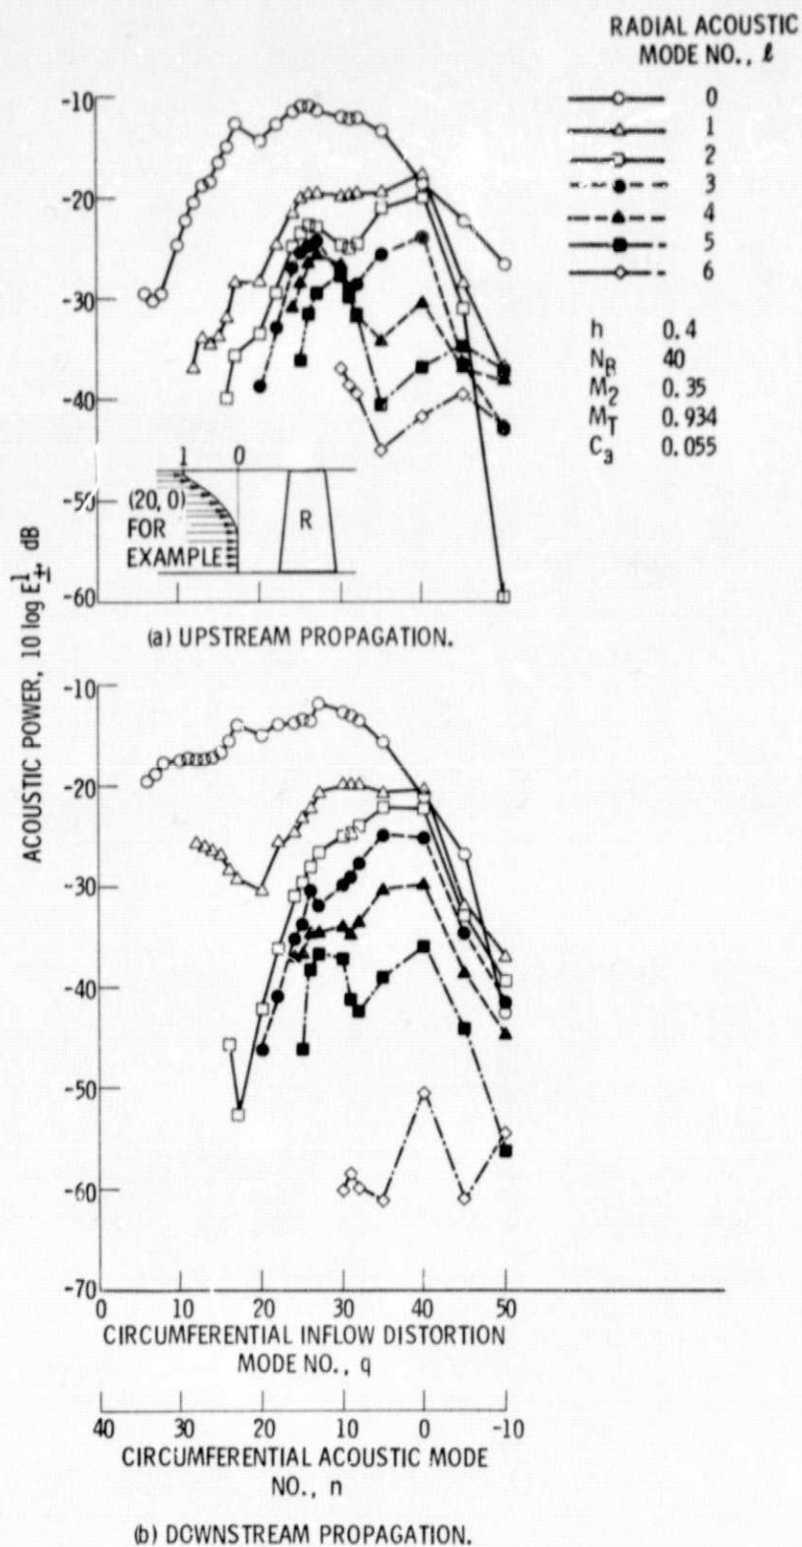 RADIAL ACOUSTIC
MODE NO., ℓ
0
1
2
3
4
5
6
h 0.4
N_R 40
M_2 0.35
M_T 0.934
C_a 0.055
-10
-20
-30
-40
-50
-60
1 0
(20, 0)
FOR
EXAMPLE
R
(a) UPSTREAM PROPAGATION.
ACOUSTIC POWER, 10 log E^1_±, dB
-10
-20
-30
-40
-50
-60
-70
0 10 20 30 40 50
CIRCUMFERENTIAL INFLOW DISTORTION
MODE NO., q
40 30 20 10 0 -10
CIRCUMFERENTIAL ACOUSTIC MODE
NO., n
(b) DOWNSTREAM PROPAGATION.